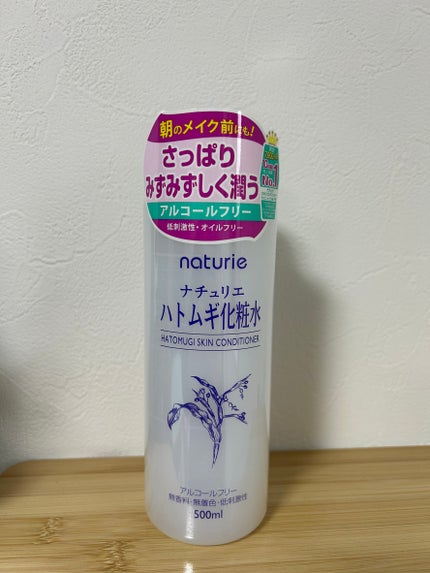 朝のメイク前にも!
さっぱり
みずみずしく潤う
アルコールフリー
低刺激性・オイルフリー
No.1
naturie
ナチュリエ
ハトムギ化粧水
HATOMUGI SKIN CONDITIONER
アルコールフリー
無香料・無着色・低刺激性
500ml